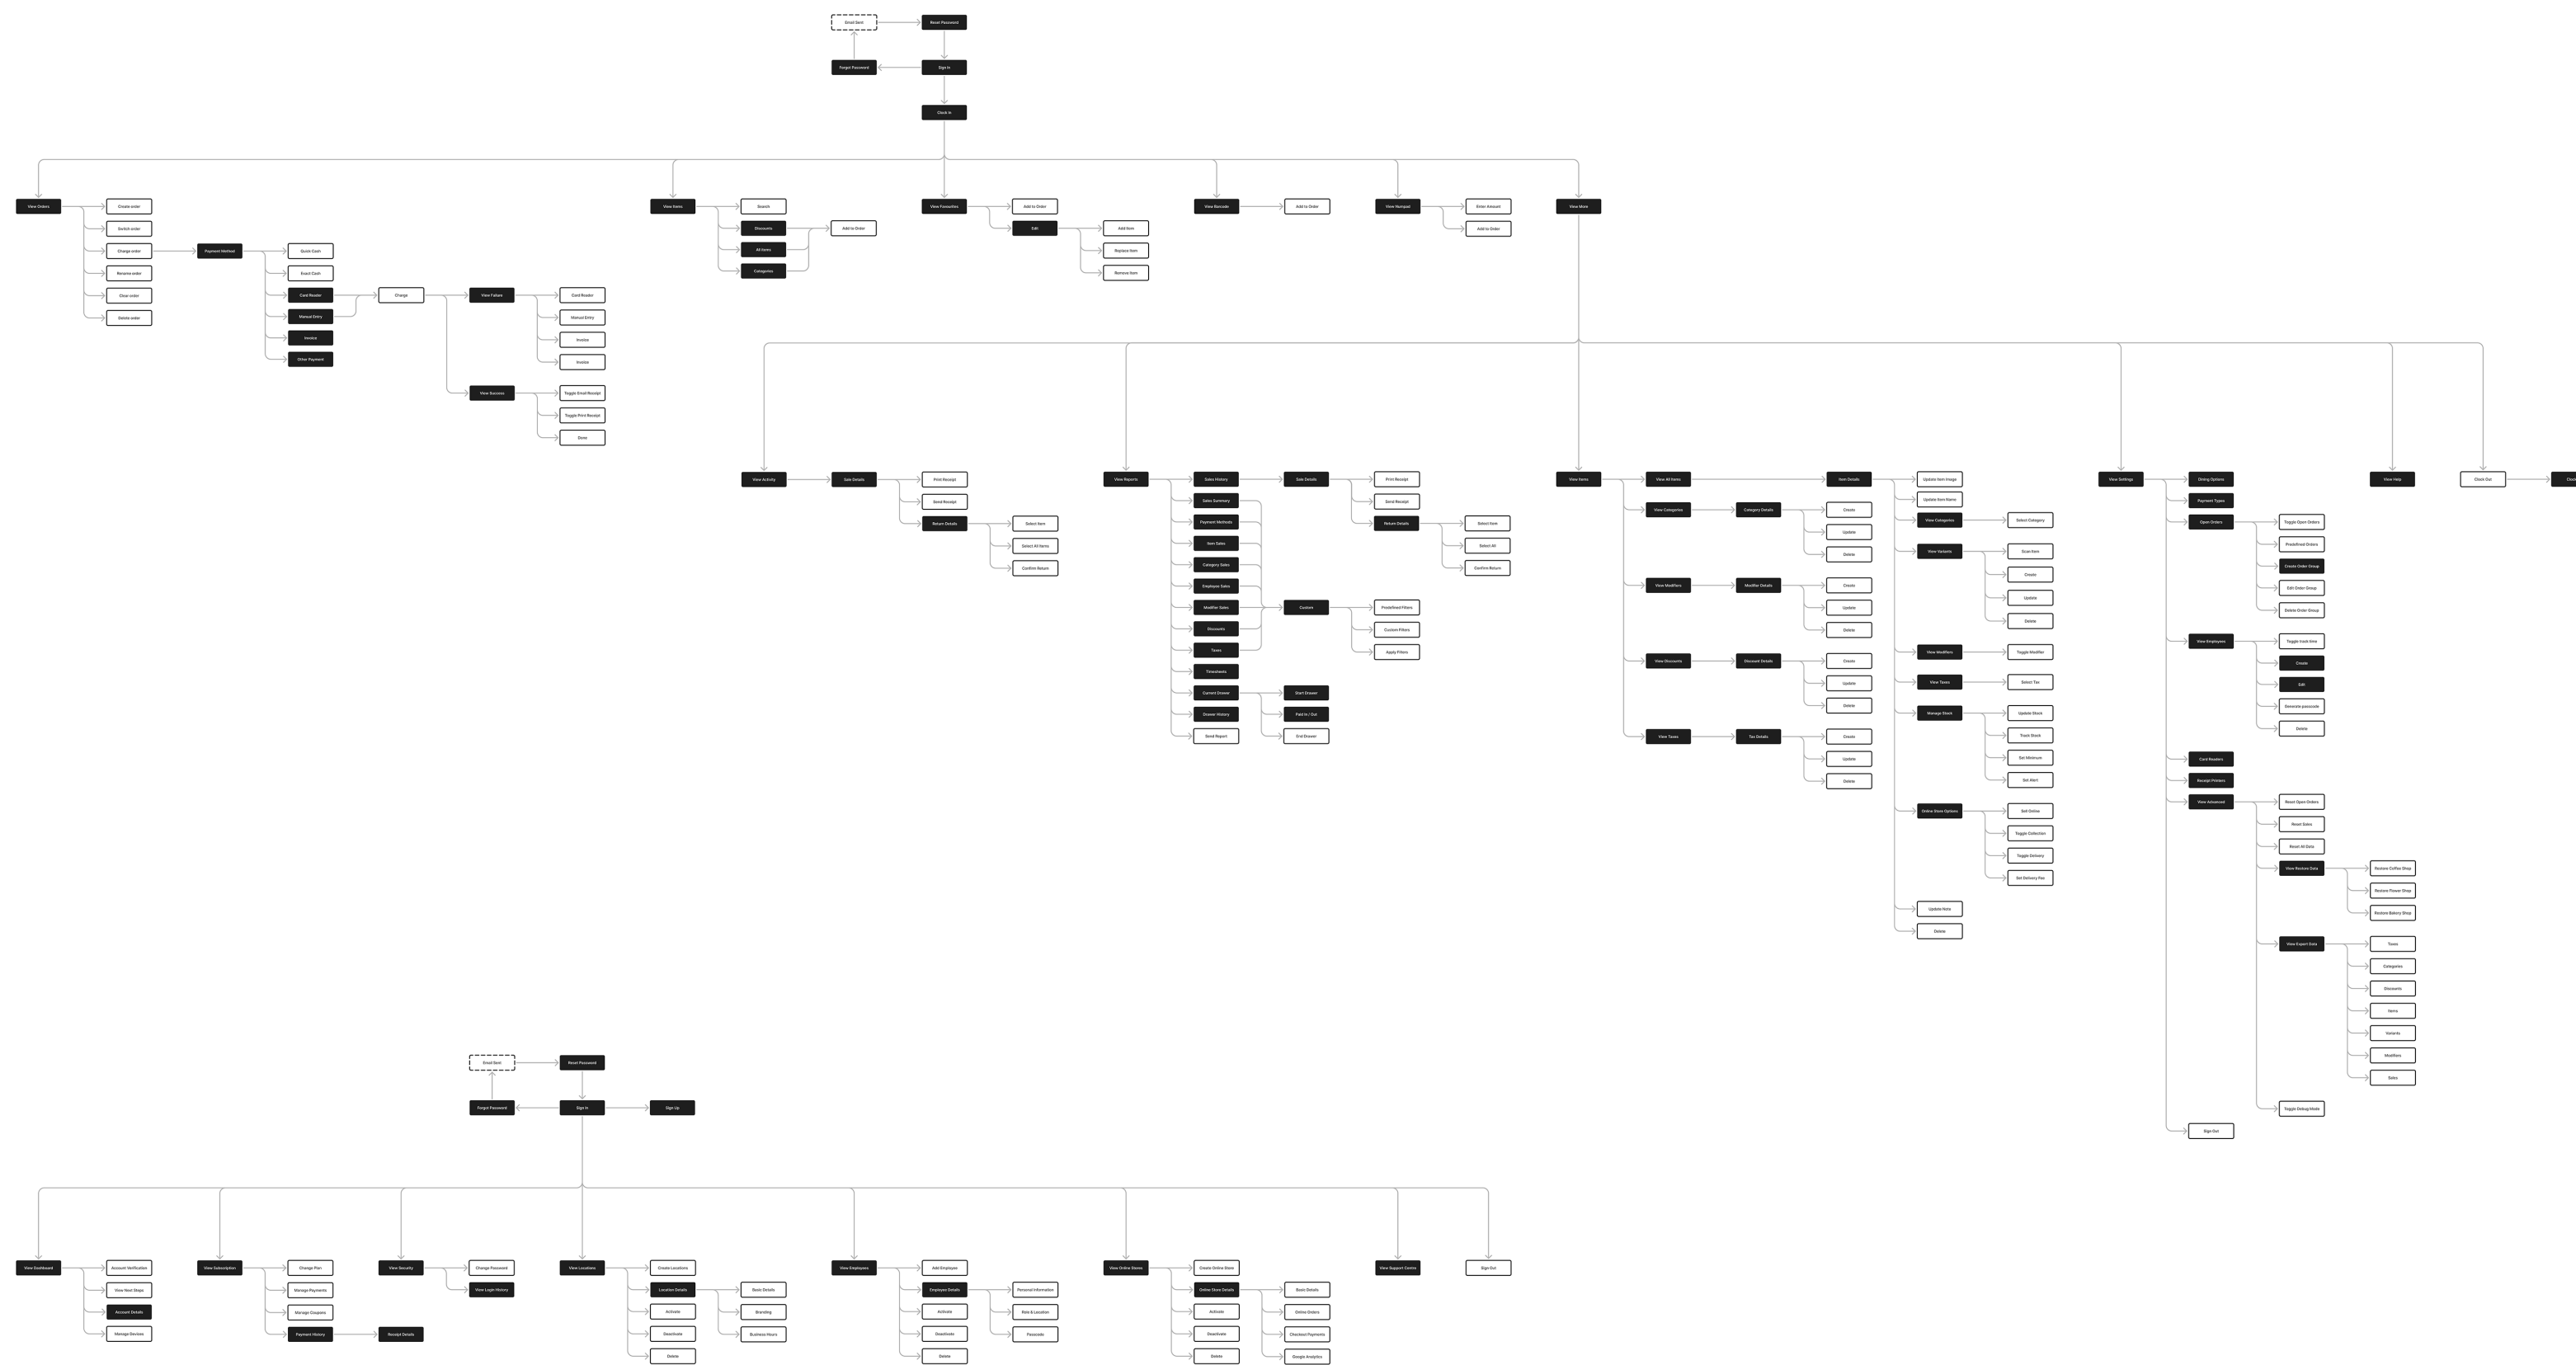 Email Sent
Reset Password
Forgot Password
Sign In
Clock In
View Orders
Create order
Switch order
Charge order
Rename order
Clear order
Delete order
Payment Method
Quick Cash
Exact Cash
Card Reader
Manual Entry
Invoice
Other Payment
Charge
View Failure
Card Reader
Manual Entry
Invoice
Invoice
View Success
Toggle Email Receipt
Toggle Print Receipt
Done
View Items
Search
Discounts
All Items
Categories
Add to Order
View Favourites
Add to Order
Edit
Add Item
Replace Item
Remove Item
View Barcode
Add to Order
View Numpad
Enter Amount
Add to Order
View More
View Activity
Sale Details
Print Receipt
Send Receipt
Return Details
Select Item
Select All Items
Confirm Return
View Reports
Sales History
Sales Summary
Payment Methods
Item Sales
Category Sales
Employee Sales
Modifier Sales
Discounts
Taxes
Timesheets
Current Drawer
Drawer History
Send Report
Sale Details
Print Receipt
Send Receipt
Return Details
Select Item
Select All
Confirm Return
Custom
Predefined Filters
Custom Filters
Apply Filters
Start Drawer
Paid In / Out
End Drawer
View Items
View All Items
Item Details
View Categories
Category Details
Create
Update
Delete
View Modifiers
Modifier Details
Create
Update
Delete
View Discounts
Discount Details
Create
Update
Delete
View Taxes
Tax Details
Create
Update
Delete
Update Item Image
Update Item Name
View Categories
Select Category
View Variants
Scan Item
Create
Update
Delete
View Modifiers
Toggle Modifier
View Taxes
Select Tax
Manage Stock
Update Stock
Track Stock
Set Minimum
Set Alert
Online Store Options
Sell Online
Toggle Collection
Toggle Delivery
Set Delivery Fee
Update Note
Delete
View Settings
Dining Options
Payment Types
Open Orders
Toggle Open Orders
Predefined Orders
Create Order Group
Edit Order Group
Delete Order Group
View Employees
Toggle track time
Create
Edit
Generate passcode
Delete
Card Readers
Receipt Printers
View Advanced
Reset Open Orders
Reset Sales
Reset All Data
View Restore Data
Restore Coffee Shop
Restore Flower Shop
Restore Bakery Shop
View Export Data
Taxes
Categories
Discounts
Items
Variants
Modifiers
Sales
Toggle Debug Mode
Sign Out
View Help
Clock Out
Clock
Email Sent
Reset Password
Forgot Password
Sign In
Sign Up
View Dashboard
Account Verification
View Next Steps
Account Details
Manage Devices
View Subscription
Change Plan
Manage Payments
Manage Coupons
Payment History
Receipt Details
View Security
Change Password
View Login History
View Locations
Create Locations
Location Details
Activate
Deactivate
Delete
Basic Details
Branding
Business Hours
View Employees
Add Employee
Employee Details
Activate
Deactivate
Delete
Personal Information
Role & Location
Passcode
View Online Stores
Create Online Store
Online Store Details
Activate
Deactivate
Delete
Basic Details
Online Orders
Checkout Payments
Google Analytics
View Support Centre
Sign Out